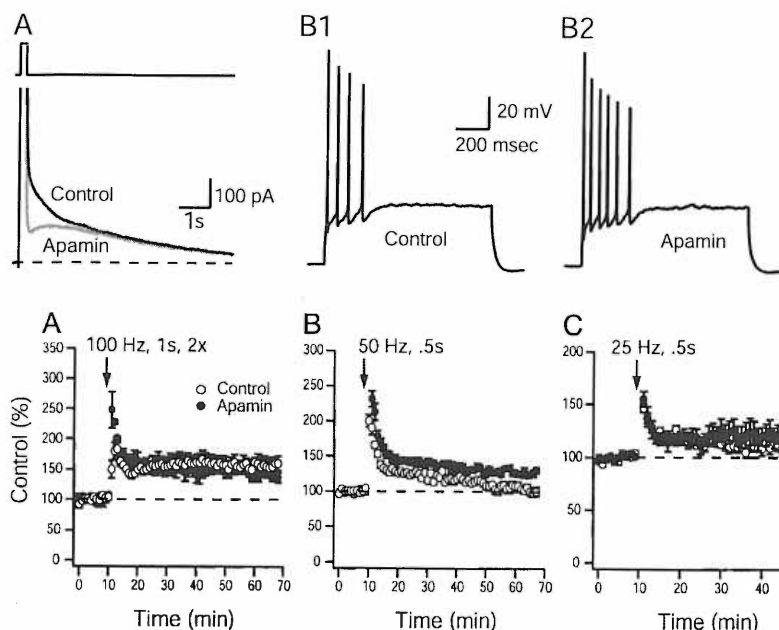 A
B1
B2
Control
Apamin
100 pA
1s
20 mV
200 msec
Control
Apamin
A
100 Hz, 1s, 2x
Control
Apamin
Control (%)
350
300
250
200
150
100
50
0
0 10 20 30 40 50 60 70
Time (min)
B
50 Hz, .5s
300
250
200
150
100
50
0
0 10 20 30 40 50 60 70
Time (min)
C
25 Hz, .5s
200
150
100
50
0
0 10 20 30 40
Time (min)